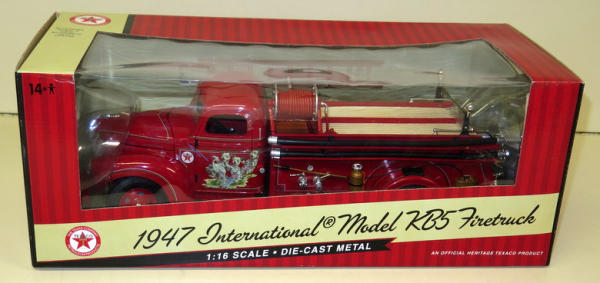 14+
1947 International® Model KB5 Firetruck
1:16 SCALE • DIE-CAST METAL
AN OFFICIAL HERITAGE TEXACO PRODUCT